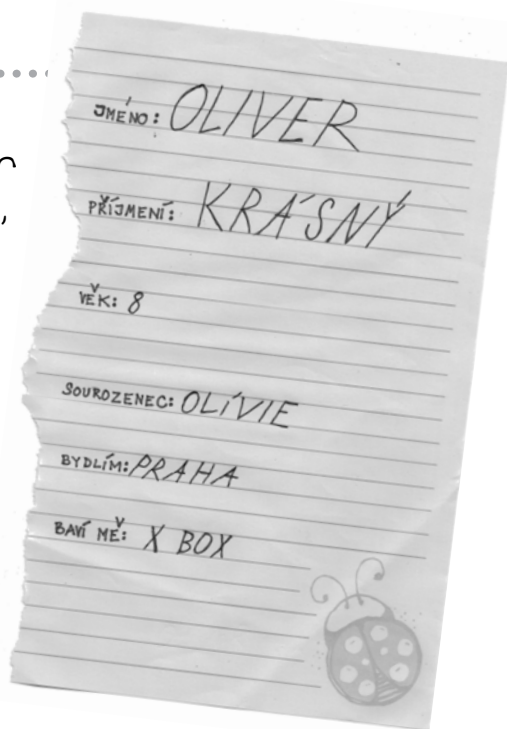 JMÉNO: OLIVER
PŘÍJMENÍ: KRÁSNÝ
VĚK: 8
SOUROZENEC: OLÍVIE
BYDLÍM: PRAHA
BAVÍ MĚ: X BOX